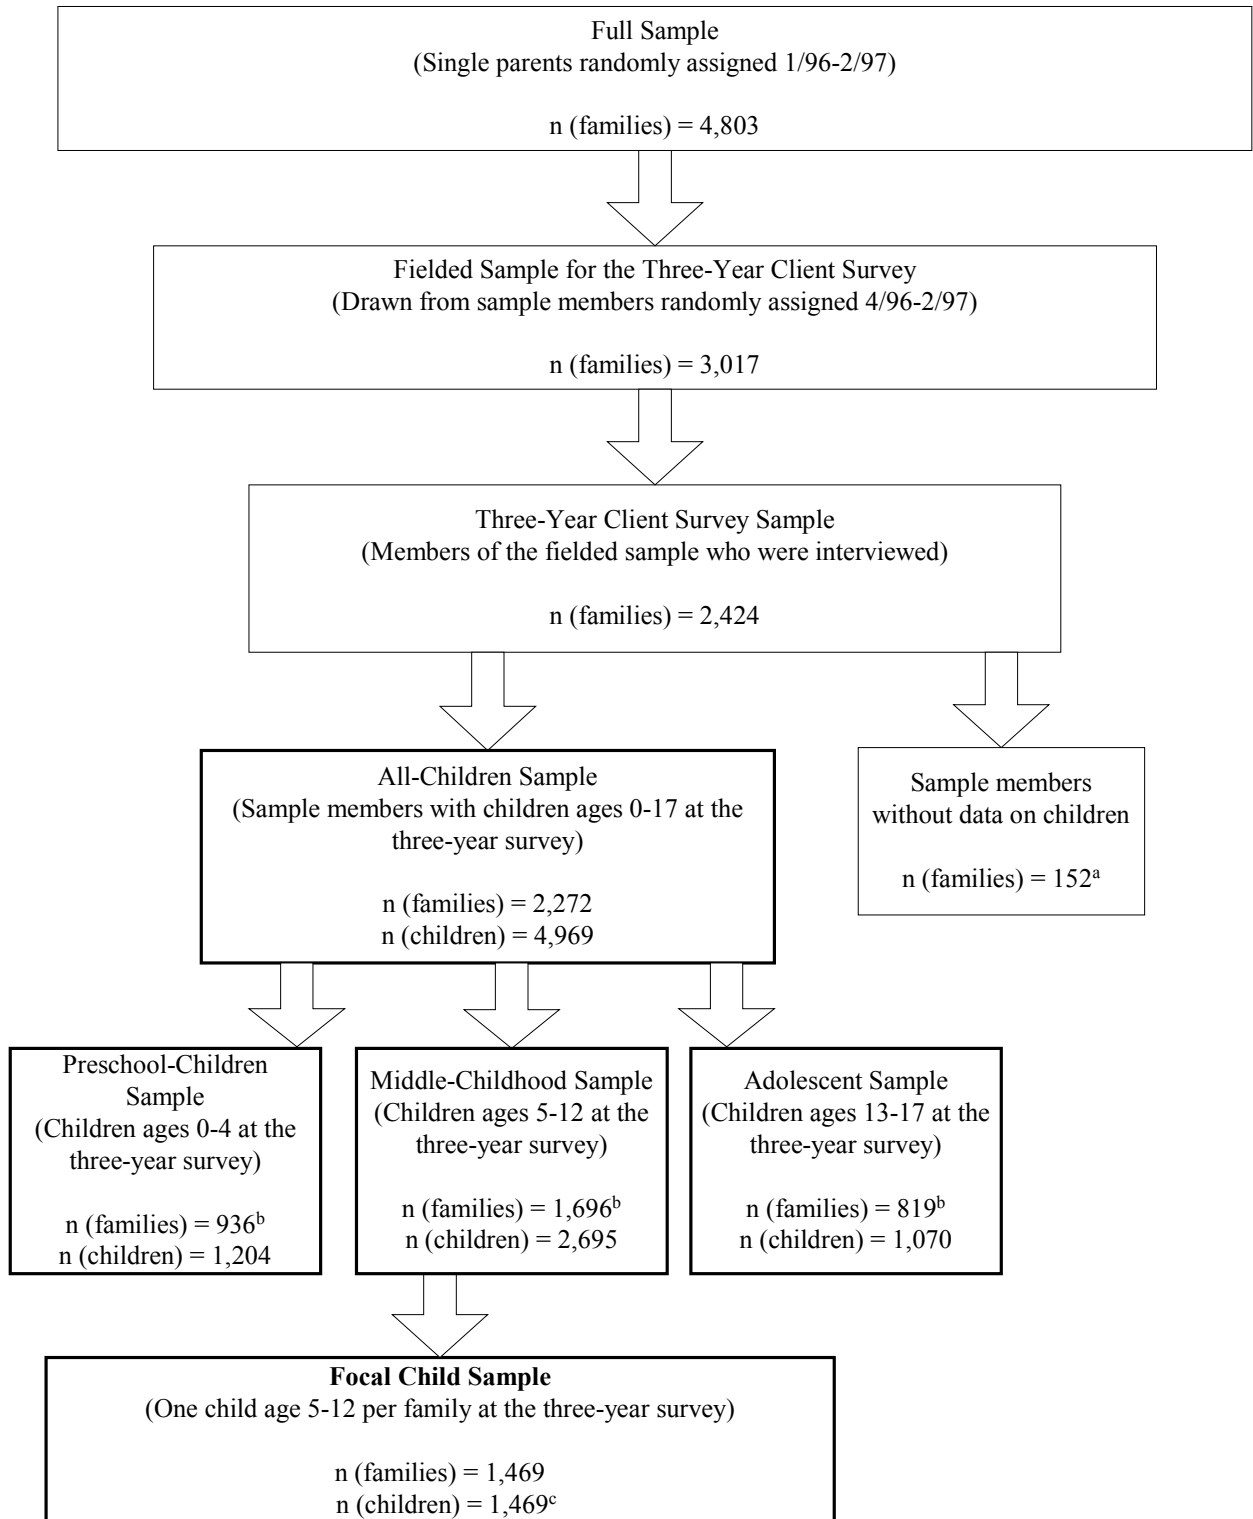 Full Sample
(Single parents randomly assigned 1/96-2/97)
n (families) = 4,803
Fielded Sample for the Three-Year Client Survey
(Drawn from sample members randomly assigned 4/96-2/97)
n (families) = 3,017
Three-Year Client Survey Sample
(Members of the fielded sample who were interviewed)
n (families) = 2,424
All-Children Sample
(Sample members with children ages 0-17 at the
three-year survey)
n (families) = 2,272
n (children) = 4,969
Sample members
without data on children
n (families) = 152ᵃ
Preschool-Children
Sample
(Children ages 0-4 at the
three-year survey)
n (families) = 936ᵇ
n (children) = 1,204
Middle-Childhood Sample
(Children ages 5-12 at the
three-year survey)
n (families) = 1,696ᵇ
n (children) = 2,695
Adolescent Sample
(Children ages 13-17 at the
three-year survey)
n (families) = 819ᵇ
n (children) = 1,070
Focal Child Sample
(One child age 5-12 per family at the three-year survey)
n (families) = 1,469
n (children) = 1,469ᶜ